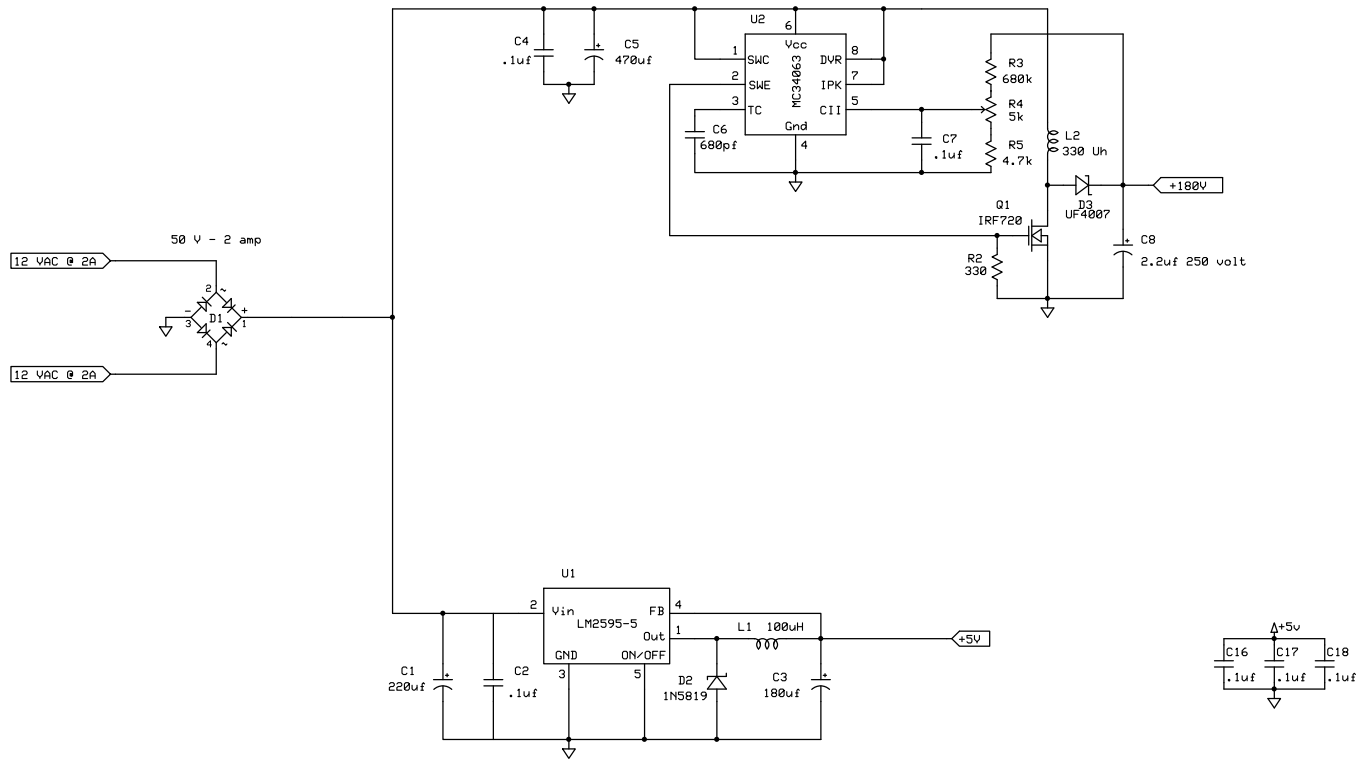 U2
6
Vcc
1
SWC
DVR
8
2
SWE
IPK
7
3
TC
CII
5
MC34063
Gnd
4
C4
.1uf
+
C5
470uf
C6
680pf
C7
.1uf
R3
680k
R4
5k
R5
4.7k
L2
330 Uh
+180V
D3
UF4007
Q1
IRF720
R2
330
+
C8
2.2uf 250 volt
50 V - 2 amp
12 VAC @ 2A
2
~
-
3
D1
+
1
4
~
12 VAC @ 2A
U1
2
Vin
FB
4
LM2595-5
Out
1
GND
ON/OFF
3
5
L1 100uH
+5V
C1
220uf
+
C2
.1uf
D2
1N5819
C3
180uf
+
+5v
C16
C17
C18
.1uf
.1uf
.1uf